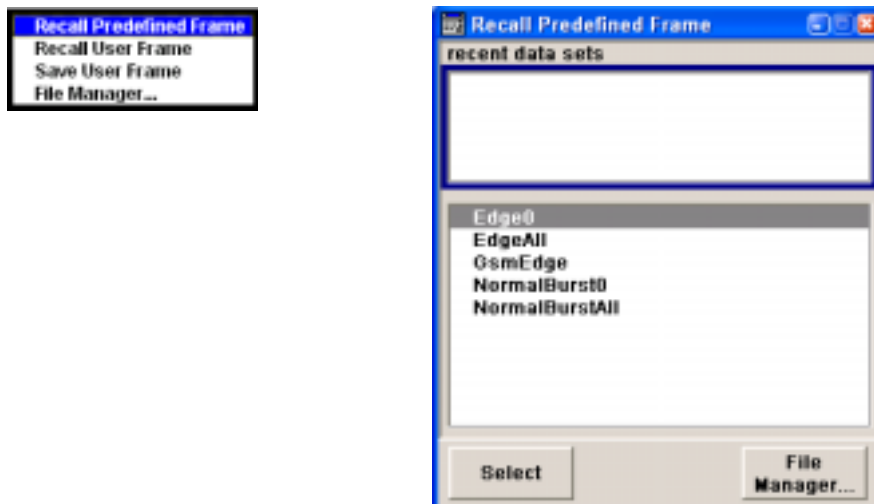 Recall Predefined Frame
Recall User Frame
Save User Frame
File Manager...
Recall Predefined Frame
recent data sets
Edge0
EdgeAll
GsmEdge
NormalBurst0
NormalBurstAll
Select
File
Manager...